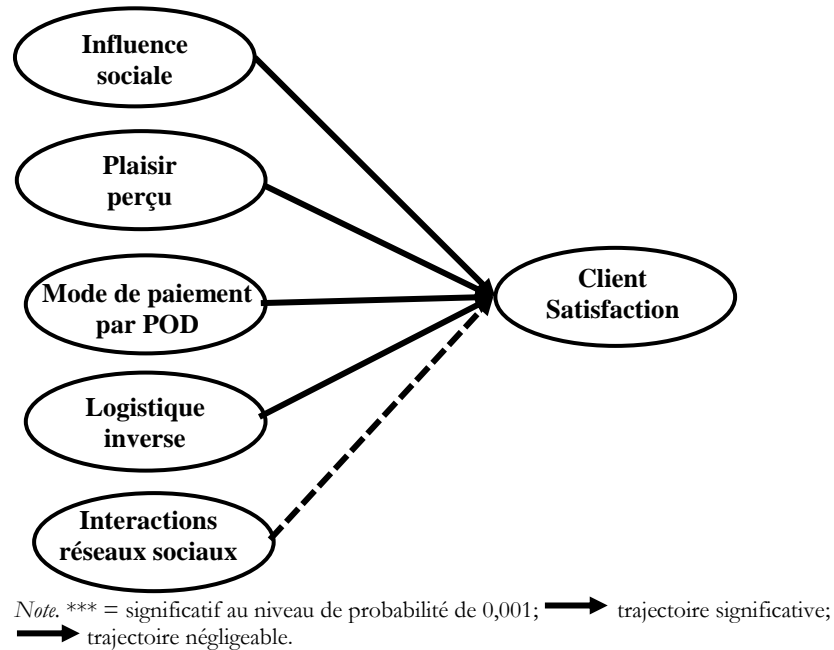 Influence
sociale
Plaisir
perçu
Mode de paiement
par POD
Client
Satisfaction
Logistique
inverse
Interactions
réseaux sociaux
Note. *** = significatif au niveau de probabilité de 0,001; trajectoire significative;
trajectoire négligeable.